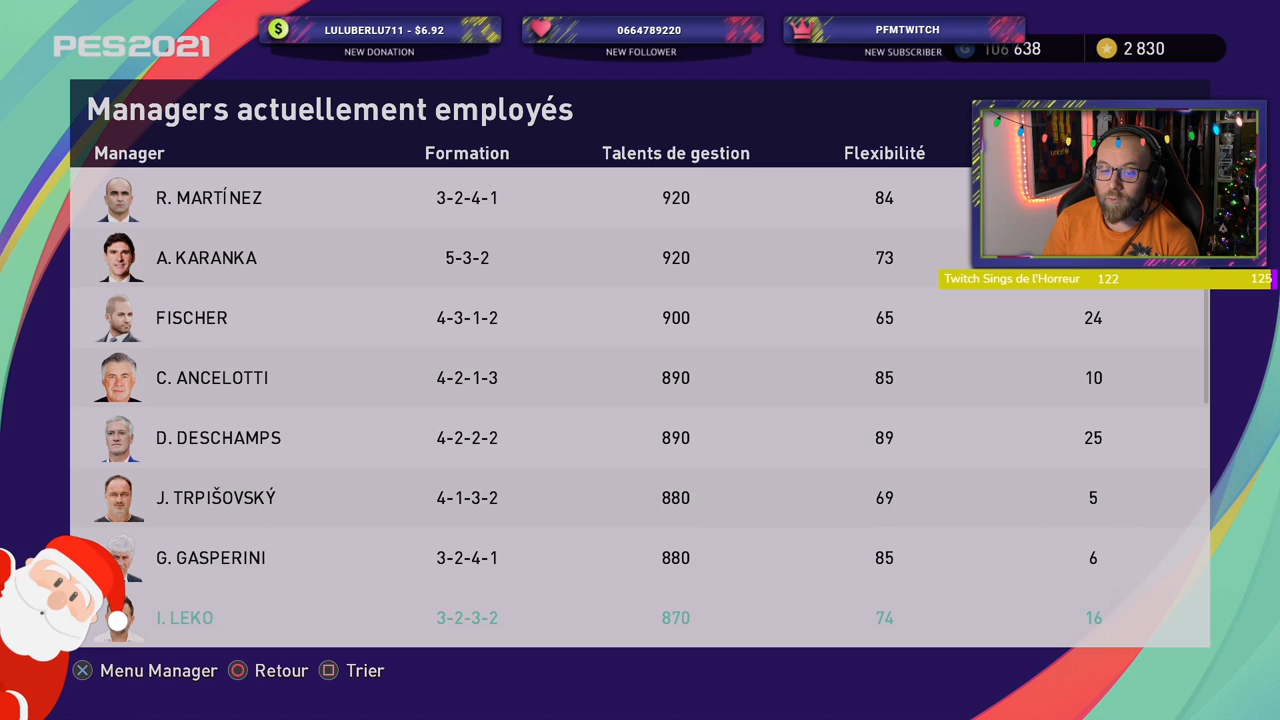 PES2021
LULUBERLU711 - $6.92
NEW DONATION
0664789220
NEW FOLLOWER
PFMTWITCH
NEW SUBSCRIBER
106 638
2 830
Managers actuellement employés
Manager Formation Talents de gestion Flexibilité
R. MARTÍNEZ 3-2-4-1 920 84
A. KARANKA 5-3-2 920 73
Twitch Sings de l'Horreur 122 125
FISCHER 4-3-1-2 900 65 24
C. ANCELOTTI 4-2-1-3 890 85 10
D. DESCHAMPS 4-2-2-2 890 89 25
J. TRPIŠOVSKÝ 4-1-3-2 880 69 5
G. GASPERINI 3-2-4-1 880 85 6
I. LEKO 3-2-3-2 870 74 16
Menu Manager Retour Trier